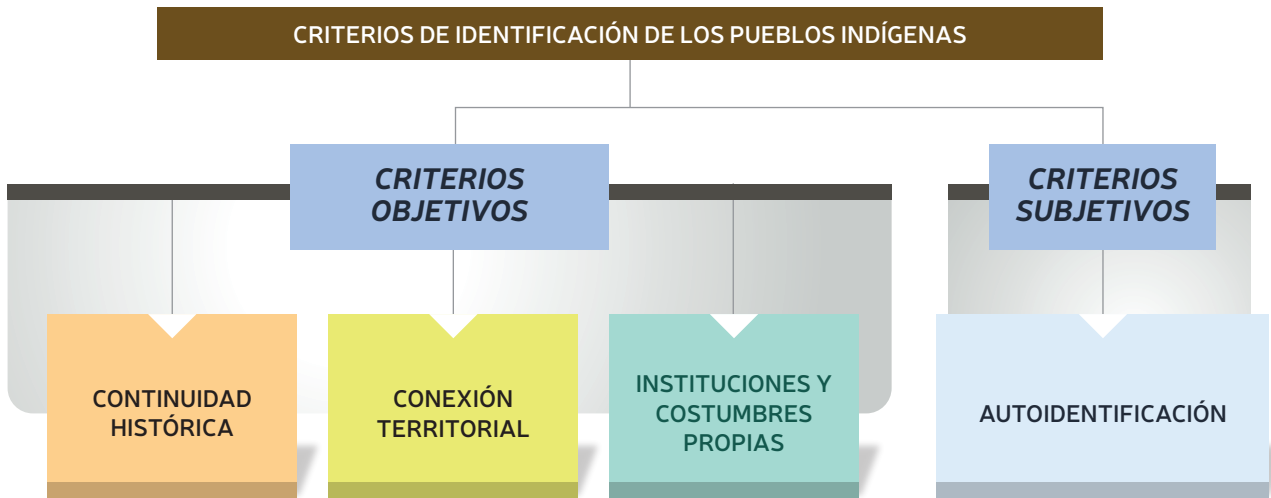 CRITERIOS DE IDENTIFICACIÓN DE LOS PUEBLOS INDÍGENAS
CRITERIOS
OBJETIVOS
CRITERIOS
SUBJETIVOS
CONTINUIDAD
HISTÓRICA
CONEXIÓN
TERRITORIAL
INSTITUCIONES Y
COSTUMBRES
PROPIAS
AUTOIDENTIFICACIÓN